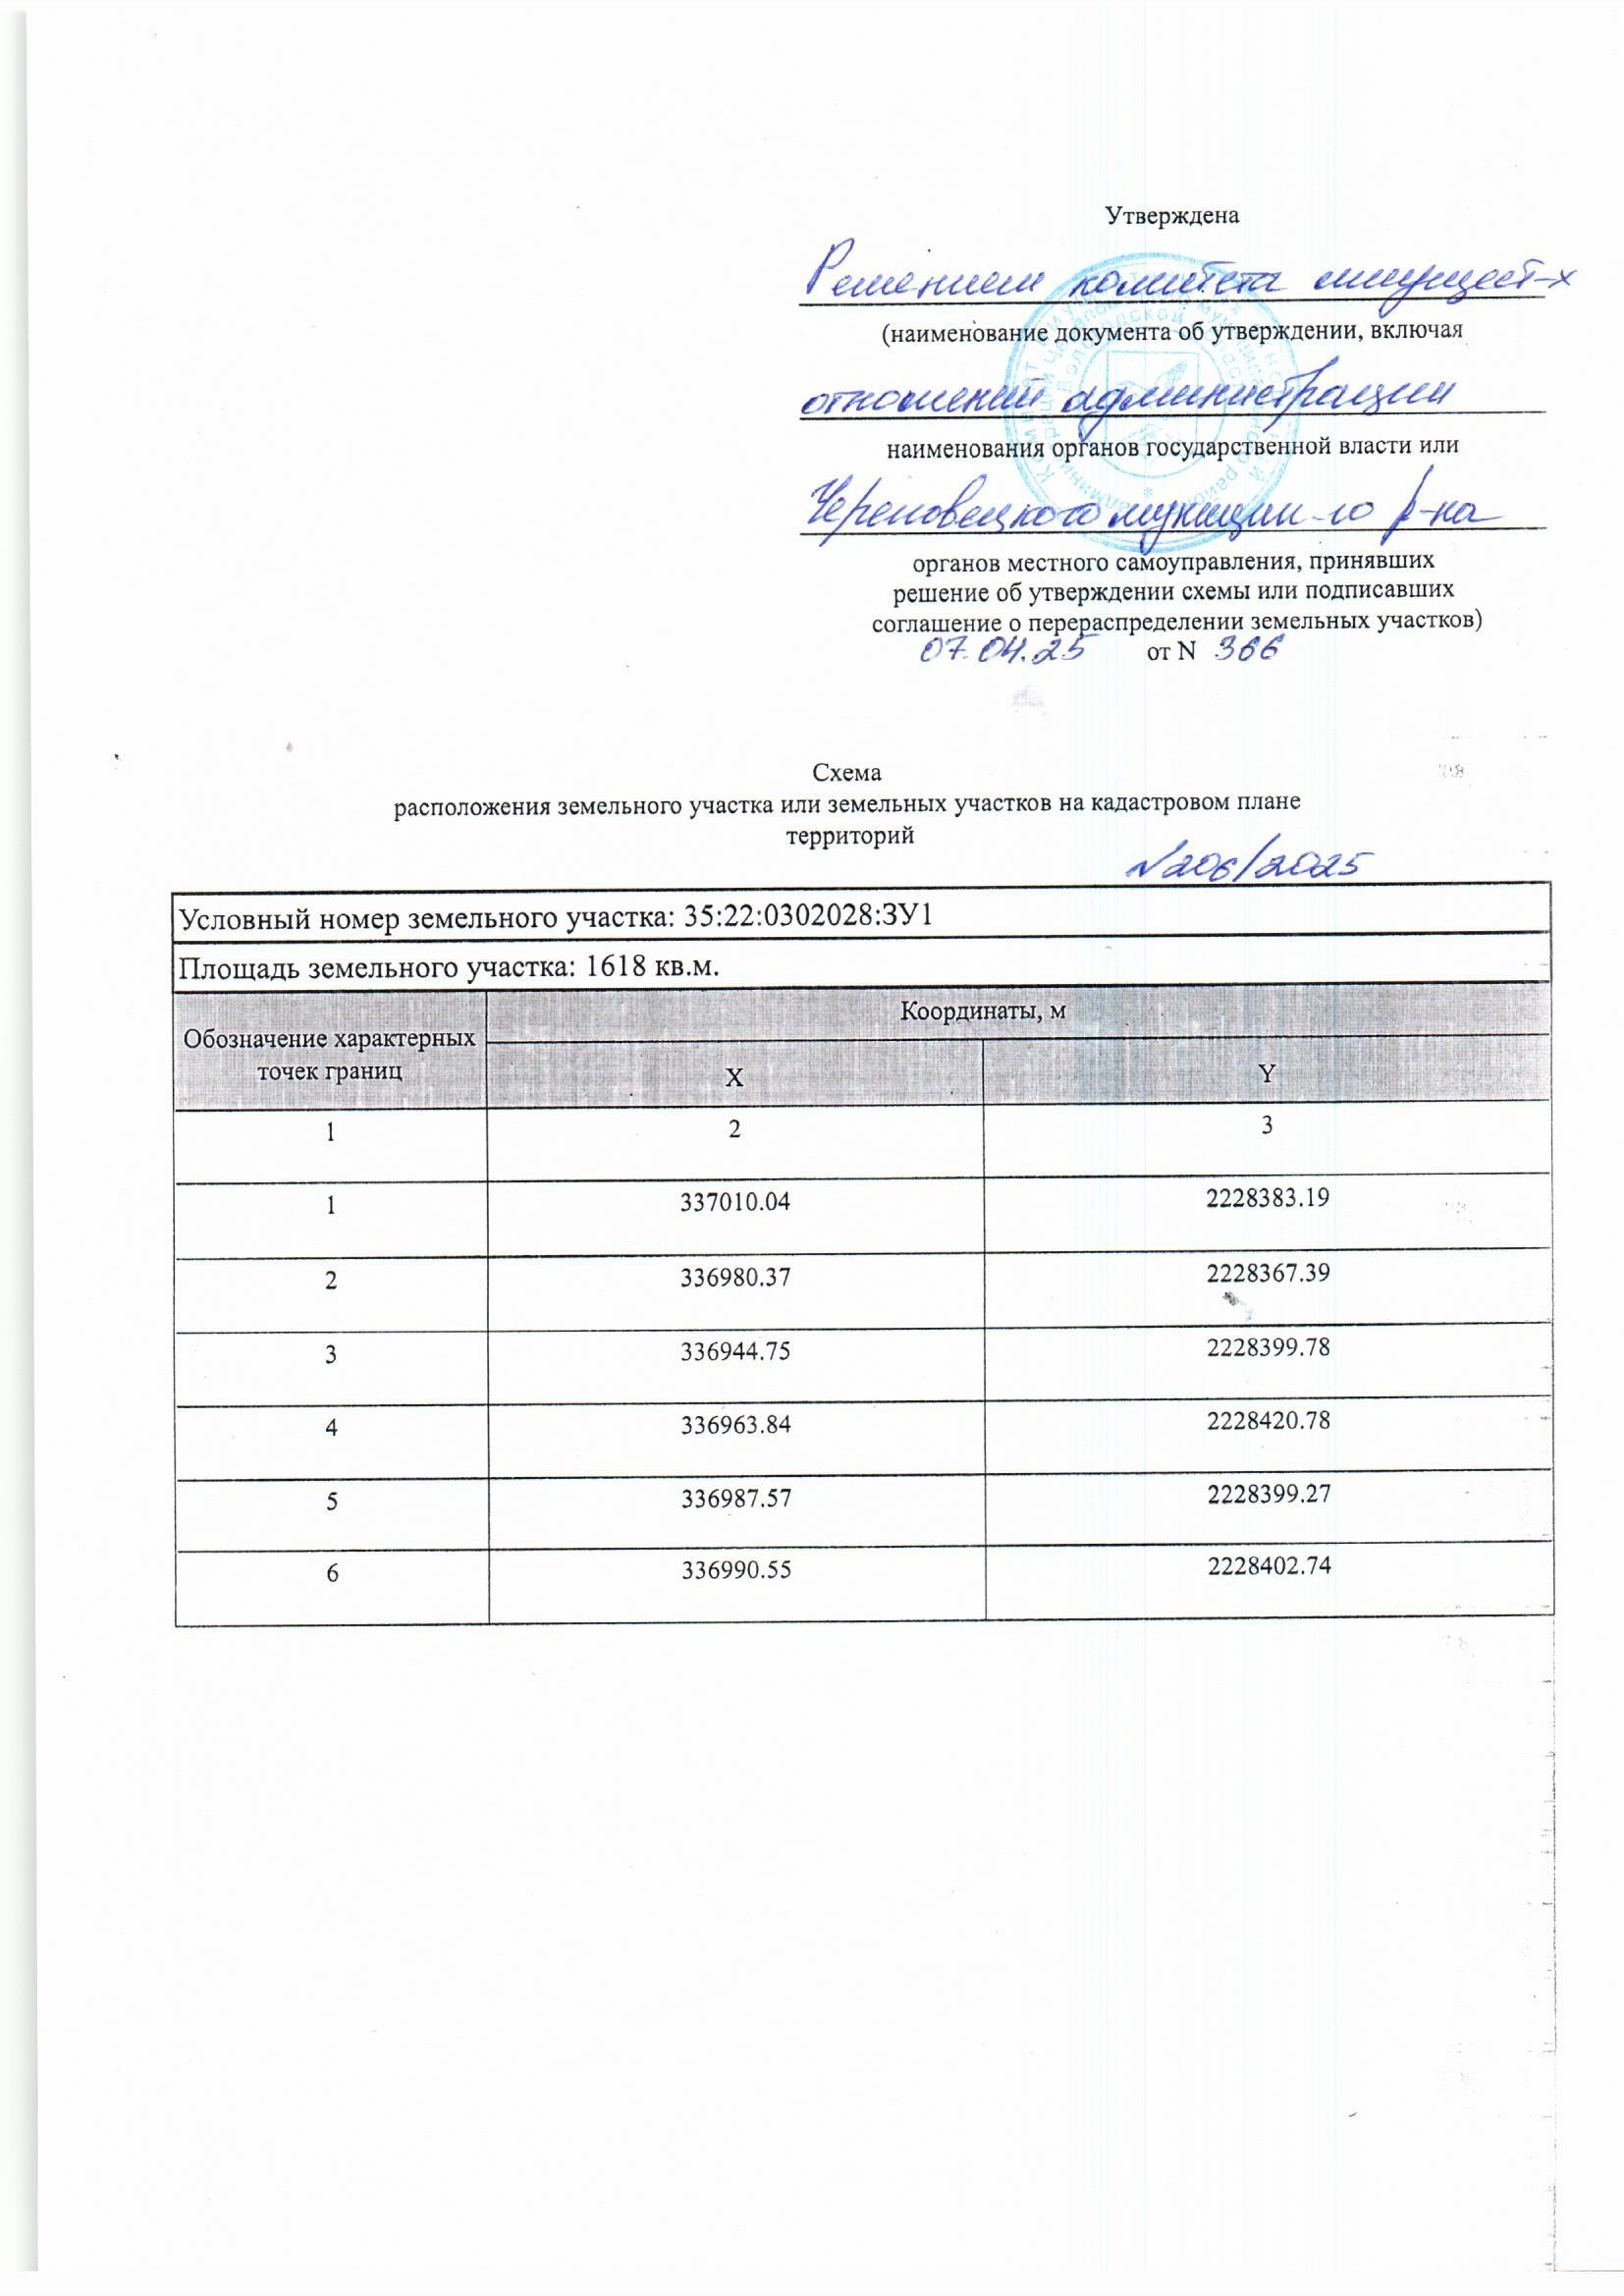 Утверждена
Решением комитета имущест-х
(наименование документа об утверждении, включая
отношений администрации
наименования органов государственной власти или
Череповецкого муницип-го р-на
органов местного самоуправления, принявших
решение об утверждении схемы или подписавших
соглашение о перераспределении земельных участков)
07.04.25 от N 366
Схема
расположения земельного участка или земельных участков на кадастровом плане
территорий
№206/2025
Условный номер земельного участка: 35:22:0302028:ЗУ1
Площадь земельного участка: 1618 кв.м.
Обозначение характерных точек границ
Координаты, м
X Y
1 2 3
1 337010.04 2228383.19
2 336980.37 2228367.39
3 336944.75 2228399.78
4 336963.84 2228420.78
5 336987.57 2228399.27
6 336990.55 2228402.74